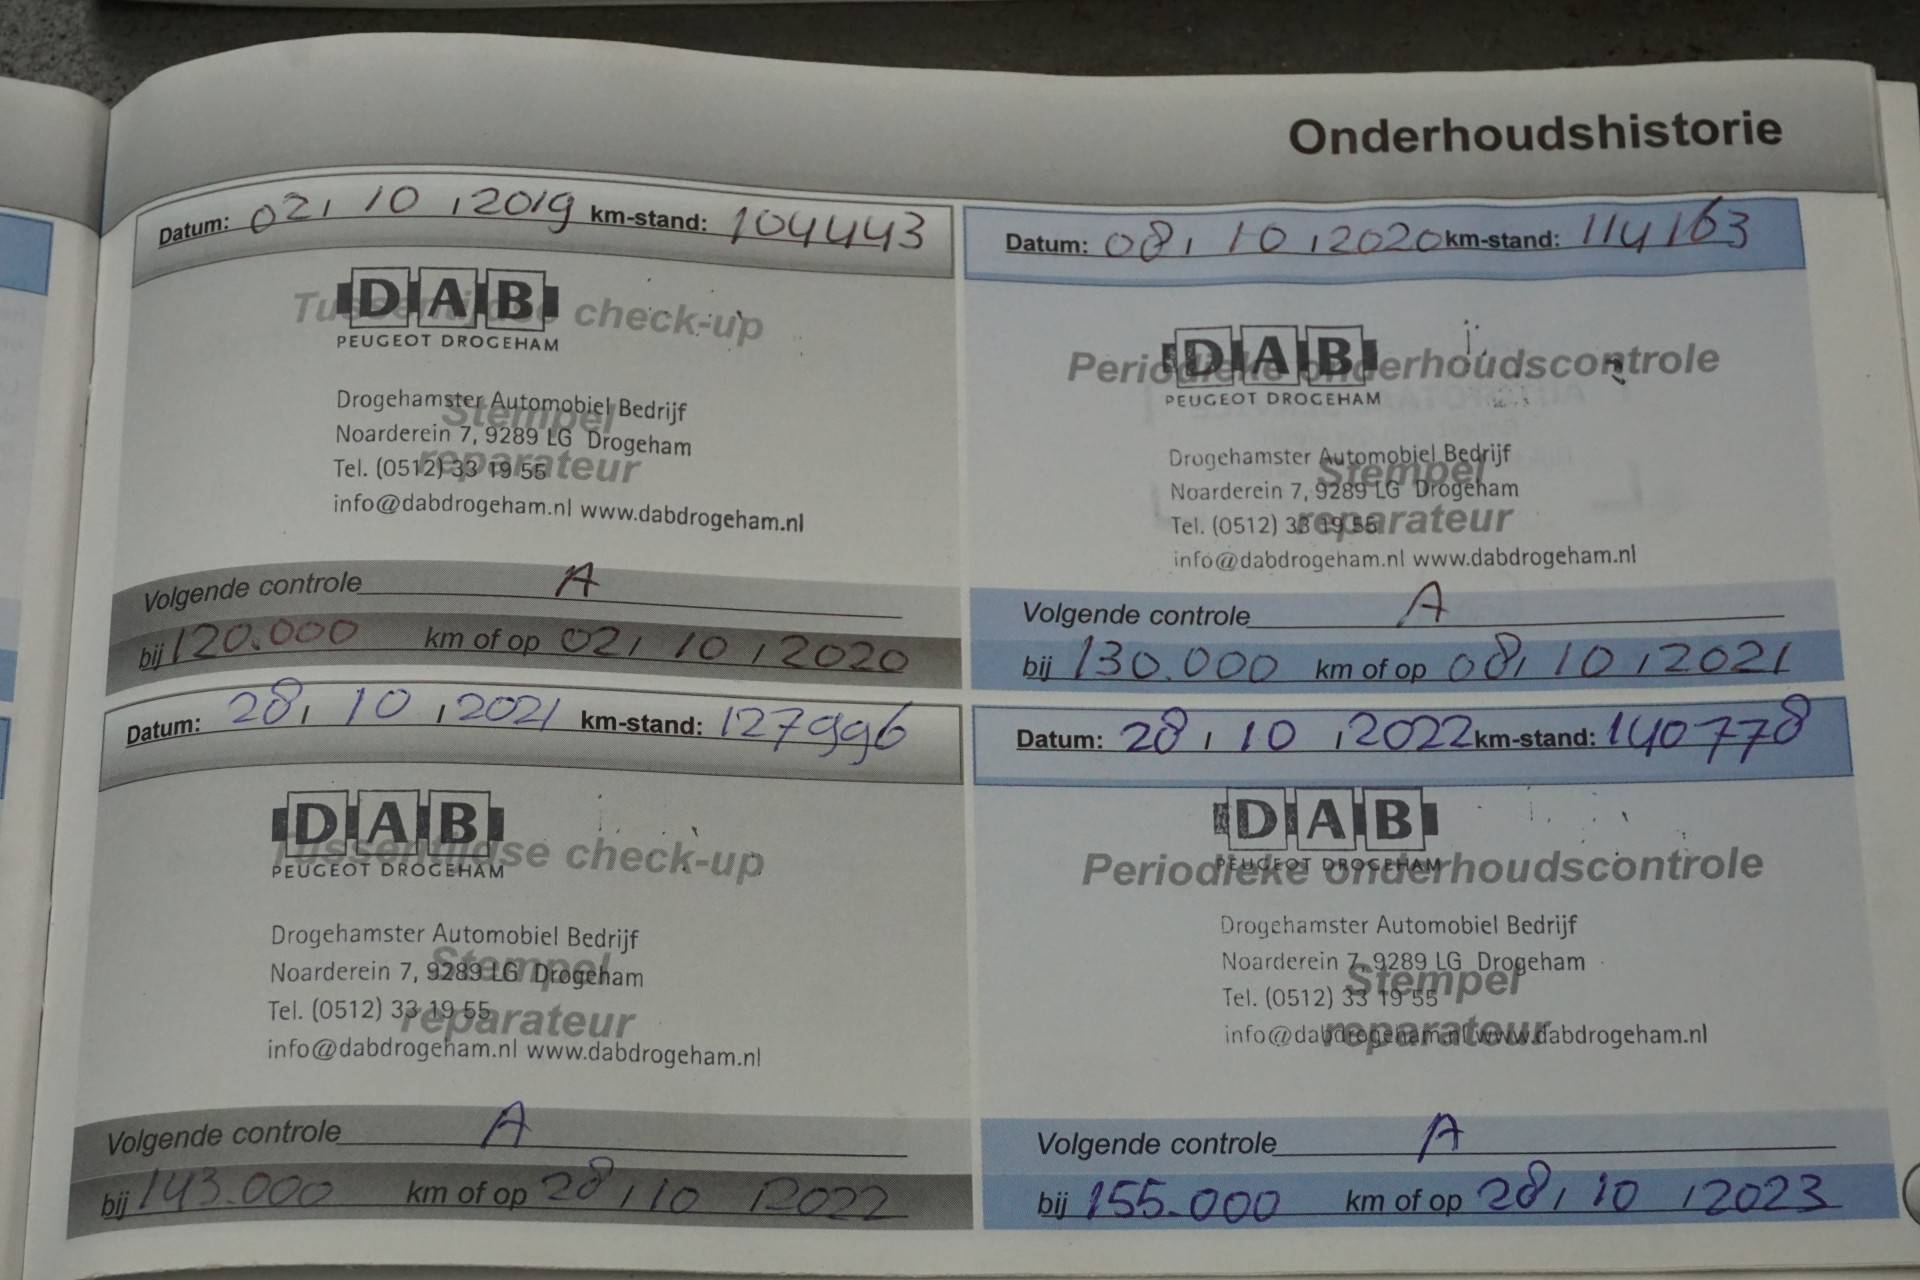 Onderhoudshistorie
Datum: 02, 10, 2019 km-stand: 104443
Tussentijdse check-up
DAB
PEUGEOT DROGEHAM
Stempel
reparateur
Drogehamster Automobiel Bedrijf
Noarderein 7, 9289 LG Drogeham
Tel. (0512) 33 19 55
info@dabdrogeham.nl www.dabdrogeham.nl
Volgende controle A
bij 120.000 km of op 02, 10, 2020
Datum: 08, 10, 2020 km-stand: 114163
Periodieke onderhoudscontrole
DAB
PEUGEOT DROGEHAM
Stempel
reparateur
Drogehamster Automobiel Bedrijf
Noarderein 7, 9289 LG Drogeham
Tel. (0512) 33 19 55
info@dabdrogeham.nl www.dabdrogeham.nl
Volgende controle A
bij 130.000 km of op 08, 10, 2021
Datum: 28, 10, 2021 km-stand: 127996
DAB
Tussentijdse check-up
PEUGEOT DROGEHAM
Stempel
reparateur
Drogehamster Automobiel Bedrijf
Noarderein 7, 9289 LG Drogeham
Tel. (0512) 33 19 55
info@dabdrogeham.nl www.dabdrogeham.nl
Volgende controle A
bij 143.000 km of op 28, 10, 2022
Datum: 28, 10, 2022 km-stand: 140778
DAB
Periodieke onderhoudscontrole
PEUGEOT DROGEHAM
Stempel
reparateur
Drogehamster Automobiel Bedrijf
Noarderein 7, 9289 LG Drogeham
Tel. (0512) 33 19 55
info@dabdrogeham.nl www.dabdrogeham.nl
Volgende controle A
bij 155.000 km of op 28, 10, 2023